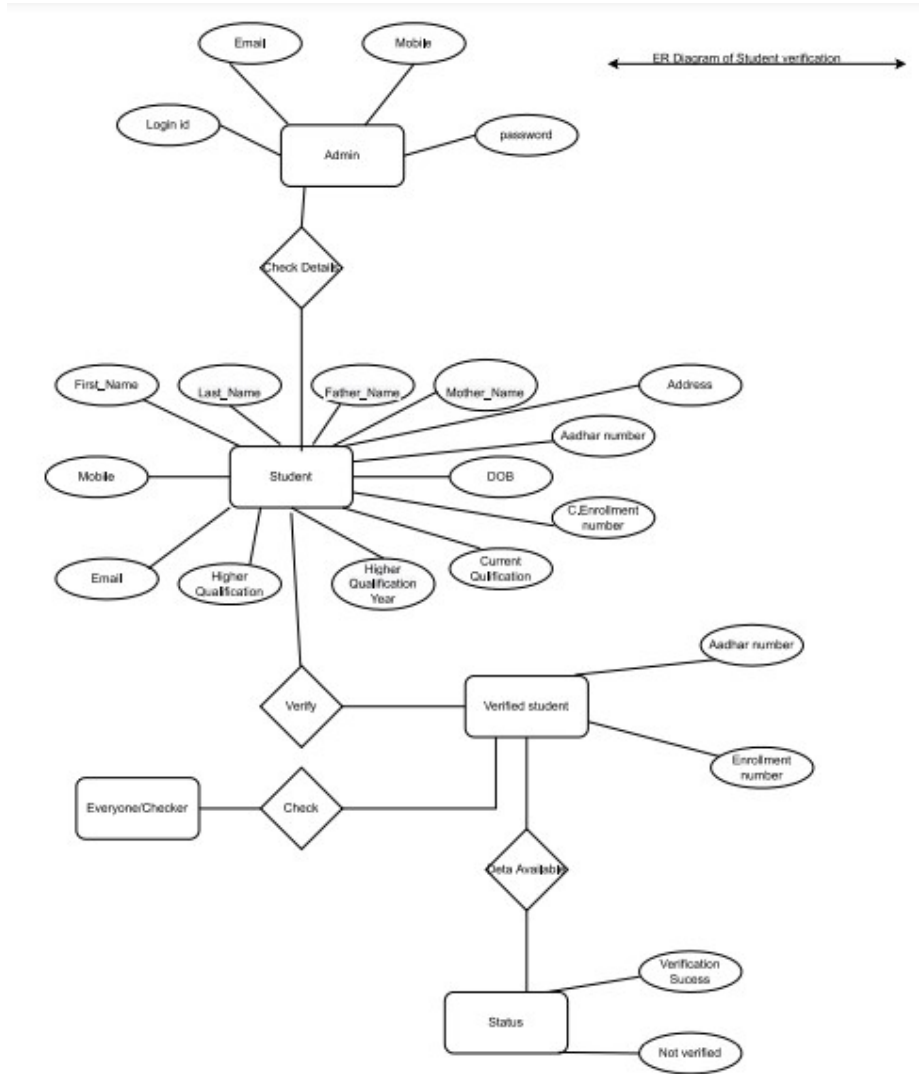 Email
Mobile
ER Diagram of Student verification
Login id
password
Admin
Check Details
First_Name
Last_Name
Father_Name
Mother_Name
Address
Aadhar number
Mobile
Student
DOB
C.Enrollment
number
Email
Higher
Qualification
Higher
Qualification
Year
Current
Qulification
Aadhar number
Verify
Verified student
Enrollment
number
Everyone/Checker
Check
Deta Available
Verification
Sucess
Status
Not verified